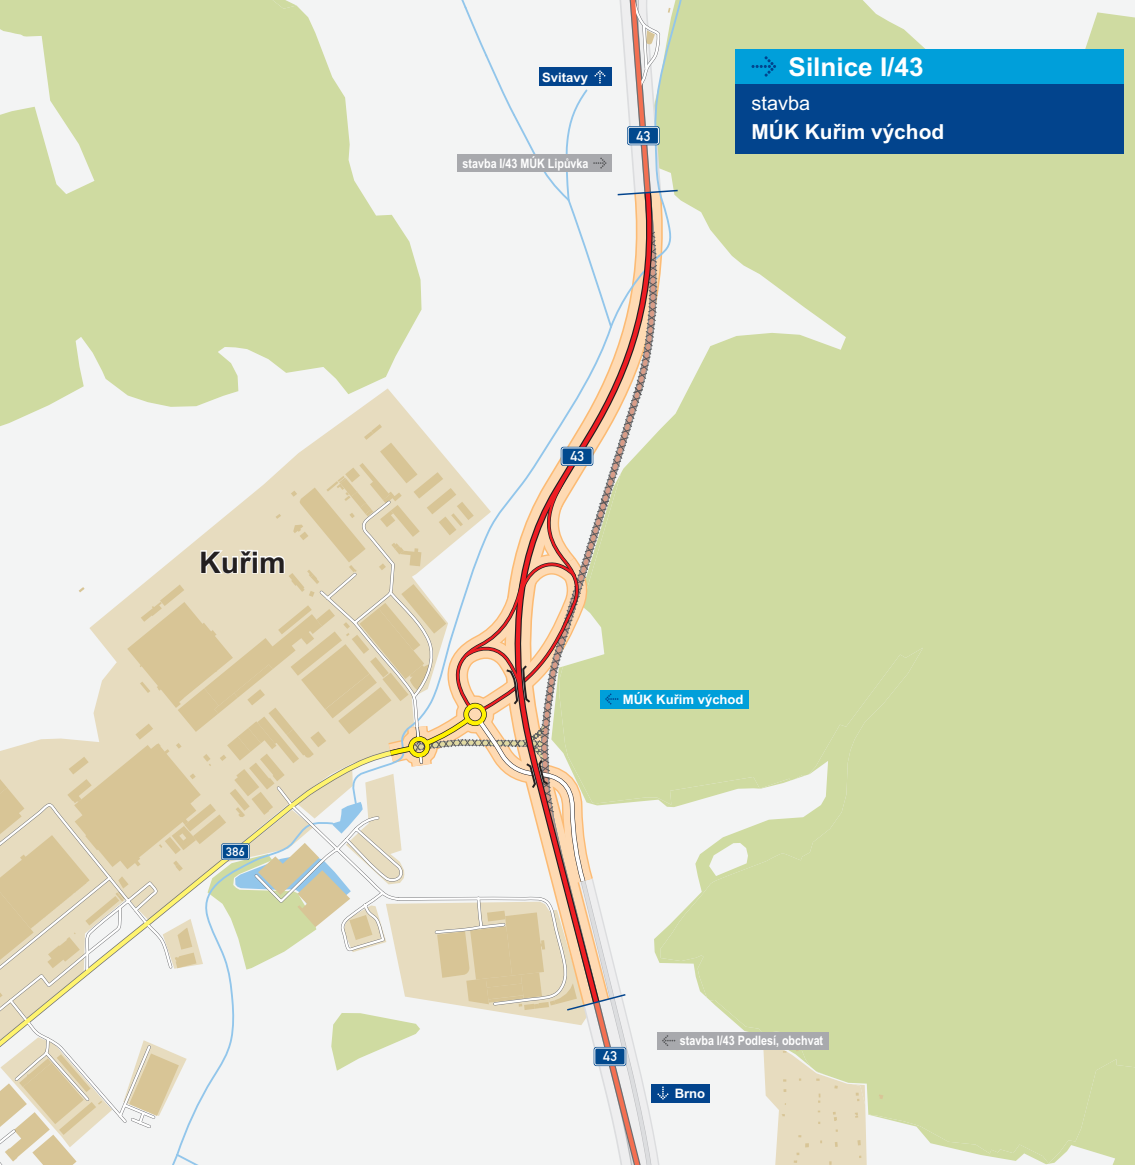 Silnice I/43
stavba
MÚK Kuřim východ
Svitavy
43
stavba I/43 MÚK Lipůvka
43
Kuřim
MÚK Kuřim východ
386
stavba I/43 Podlesí, obchvat
43
Brno